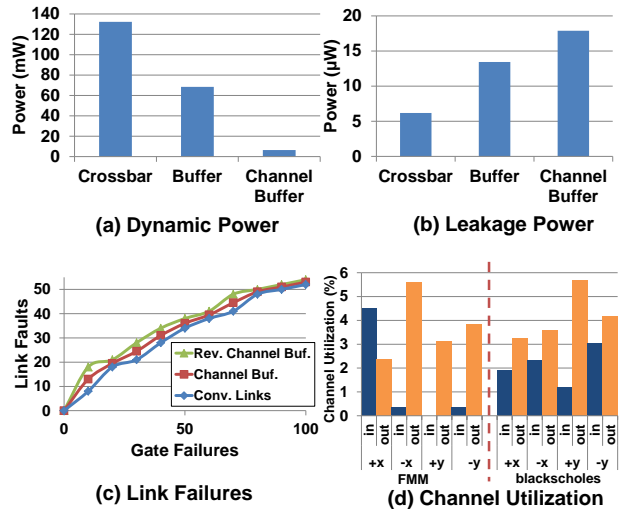 Power (mW)
140
120
100
80
60
40
20
0
Crossbar
Buffer
Channel
Buffer
(a) Dynamic Power
Power (µW)
20
15
10
5
0
Crossbar
Buffer
Channel
Buffer
(b) Leakage Power
Link Faults
50
40
30
20
10
0
Rev. Channel Buf.
Channel Buf.
Conv. Links
0
50
100
Gate Failures
(c) Link Failures
Channel Utilization (%)
6
5
4
3
2
1
0
in out in out in out in out in out in out in out in out
+x -x +y -y +x -x +y -y
FMM blackscholes
(d) Channel Utilization